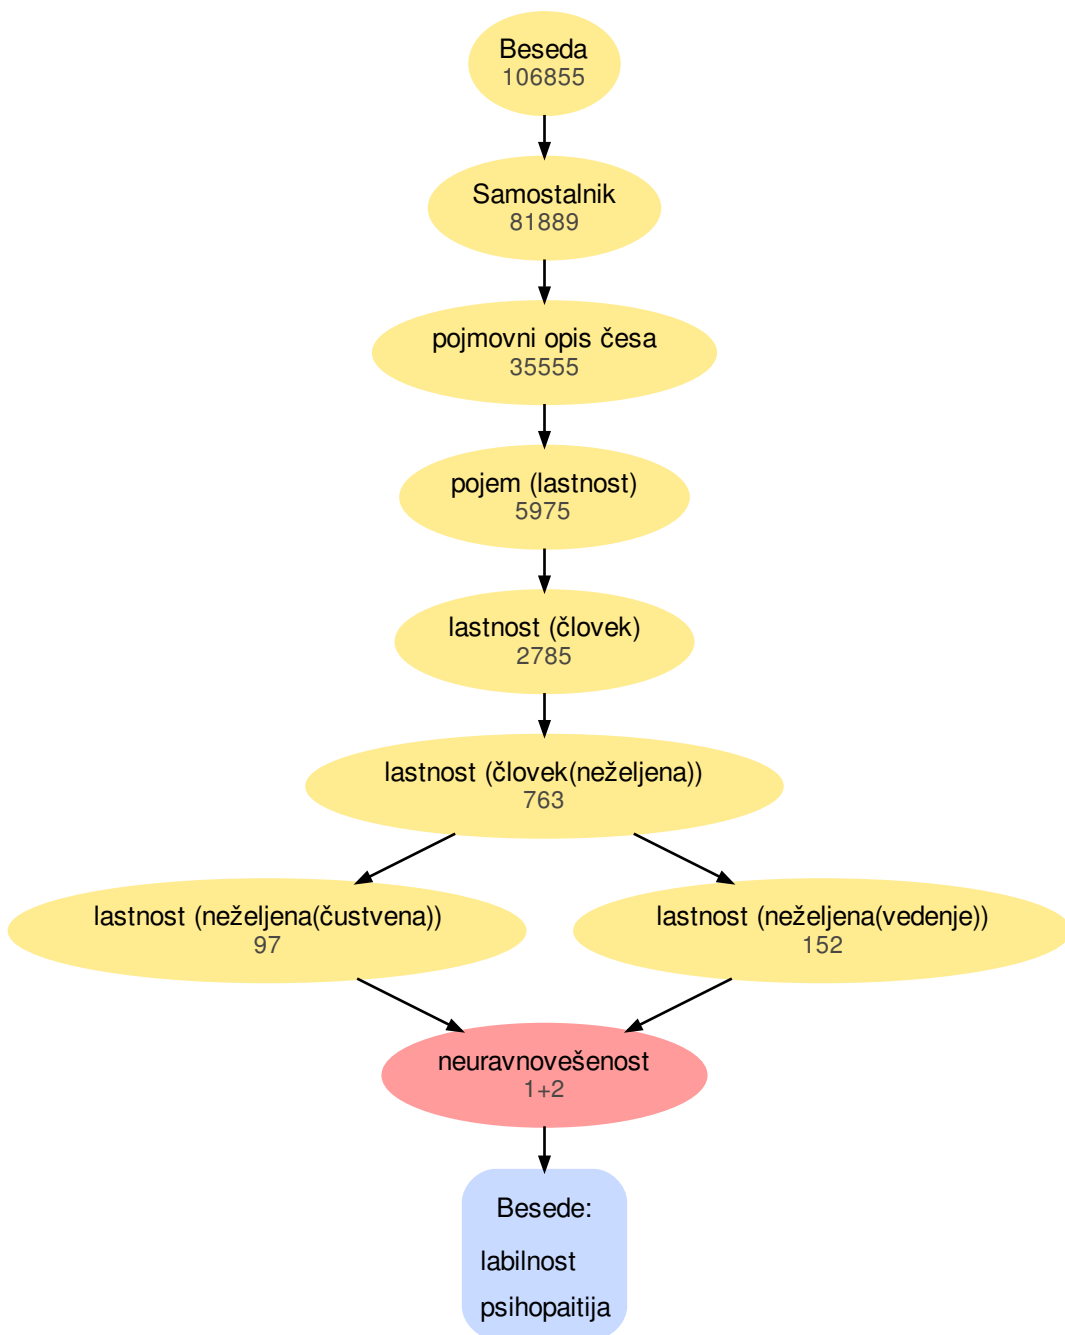 Beseda
106855
Samostalnik
81889
pojmovni opis česa
35555
pojem (lastnost)
5975
lastnost (človek)
2785
lastnost (človek(neželjena))
763
lastnost (neželjena(čustvena))
97
lastnost (neželjena(vedenje))
152
neuravnovešenost
1+2
Besede:
labilnost
psihopaitija